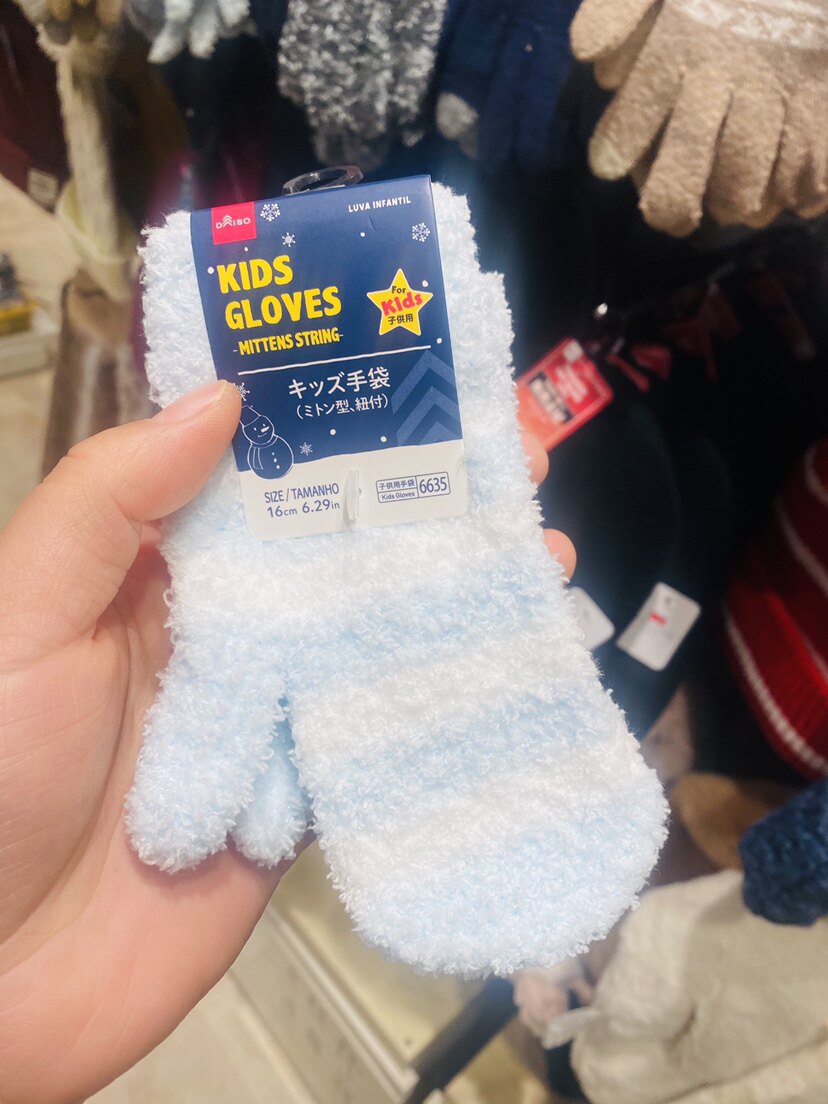 DAISO
LUVA INFANTIL
KIDS
GLOVES
-MITTENS STRING-
For
Kids
子供用
キッズ手袋
(ミトン型、紐付)
SIZE/TAMANHO
16cm 6.29in
子供用手袋
Kids Gloves
6635